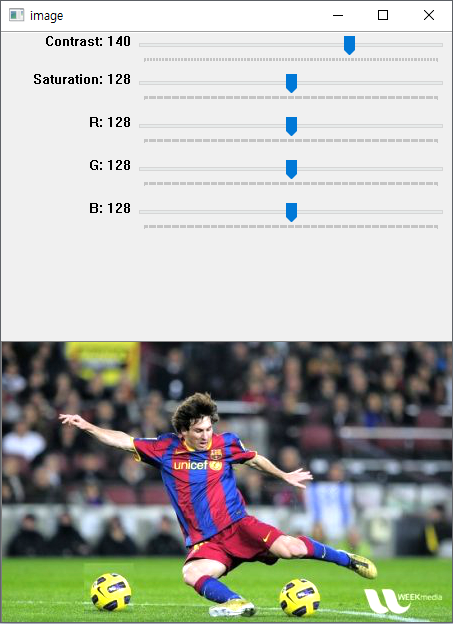 image
Contrast: 140
Saturation: 128
R: 128
G: 128
B: 128
unicef
WEEKmedia